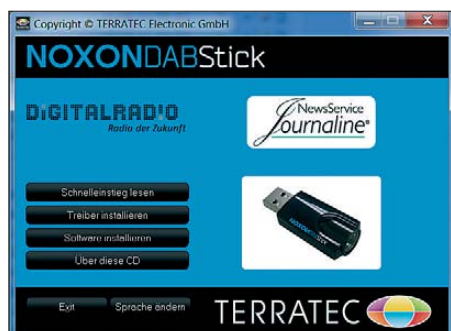 Copyright © TERRATEC Electronic GmbH
NOXONDABStick
DIGITALRADIO
Radio der Zukunft
NewsService
Journaline®
Schnelleinstieg lesen
Treiber installieren
Software installieren
Über diese CD
NOXONDABSTICK
Exit
Sprache ändern
TERRATEC